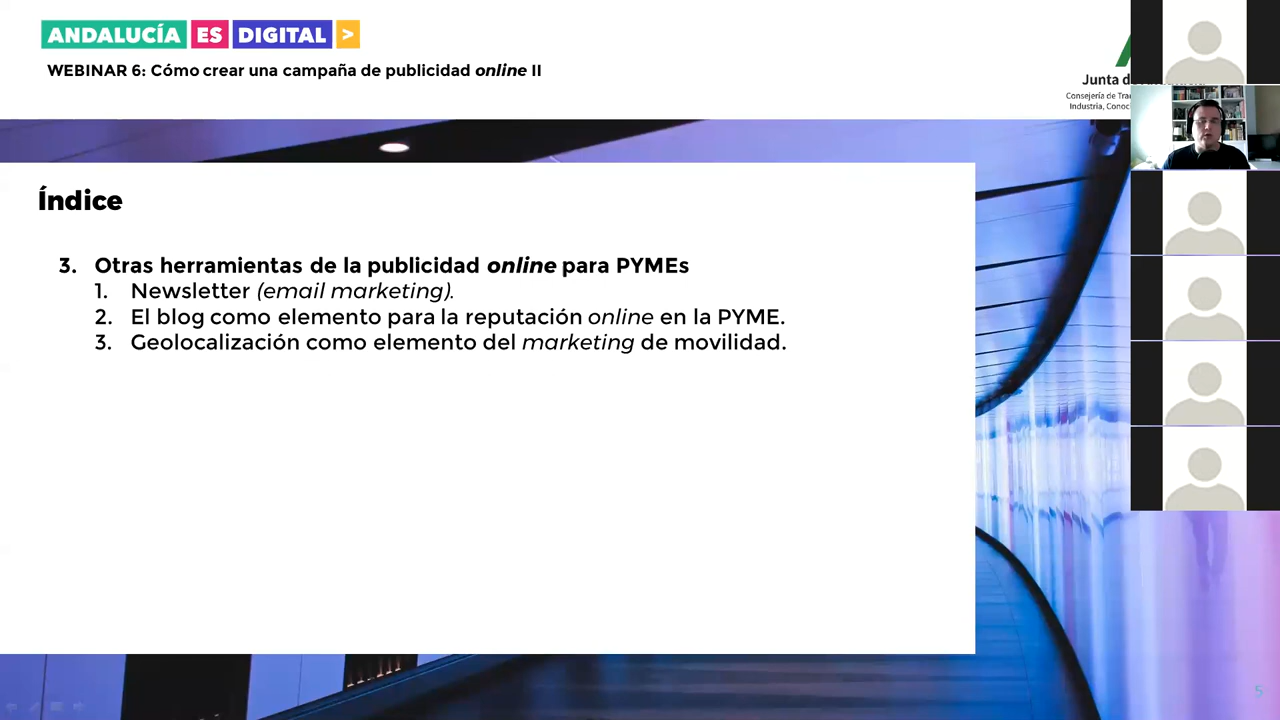 ANDALUCÍA ES DIGITAL >
WEBINAR 6: Cómo crear una campaña de publicidad online II
Junta d
Consejería de Tra
Industria, Conoc
Índice
3. Otras herramientas de la publicidad online para PYMEs
1. Newsletter (email marketing).
2. El blog como elemento para la reputación online en la PYME.
3. Geolocalización como elemento del marketing de movilidad.
5